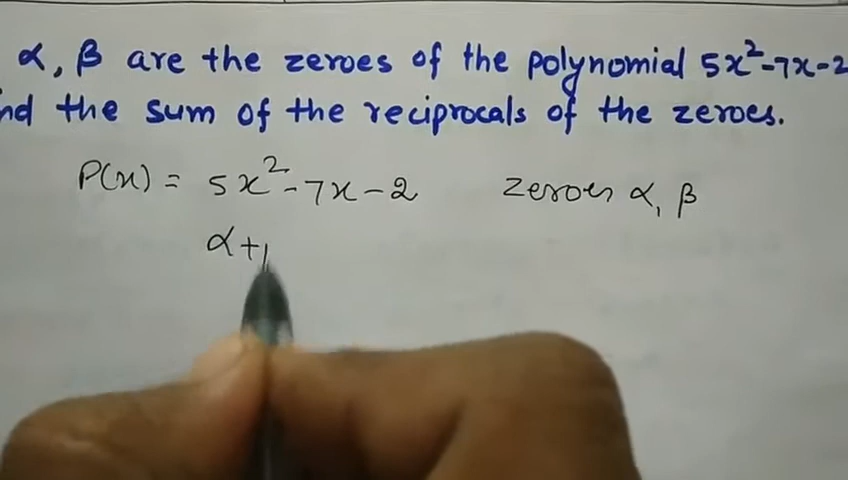 α, β are the zeroes of the polynomial 5x²-7x-2
the sum of the reciprocals of the zeroes.
P(x) = 5x²-7x-2 zeroes α, β
α +